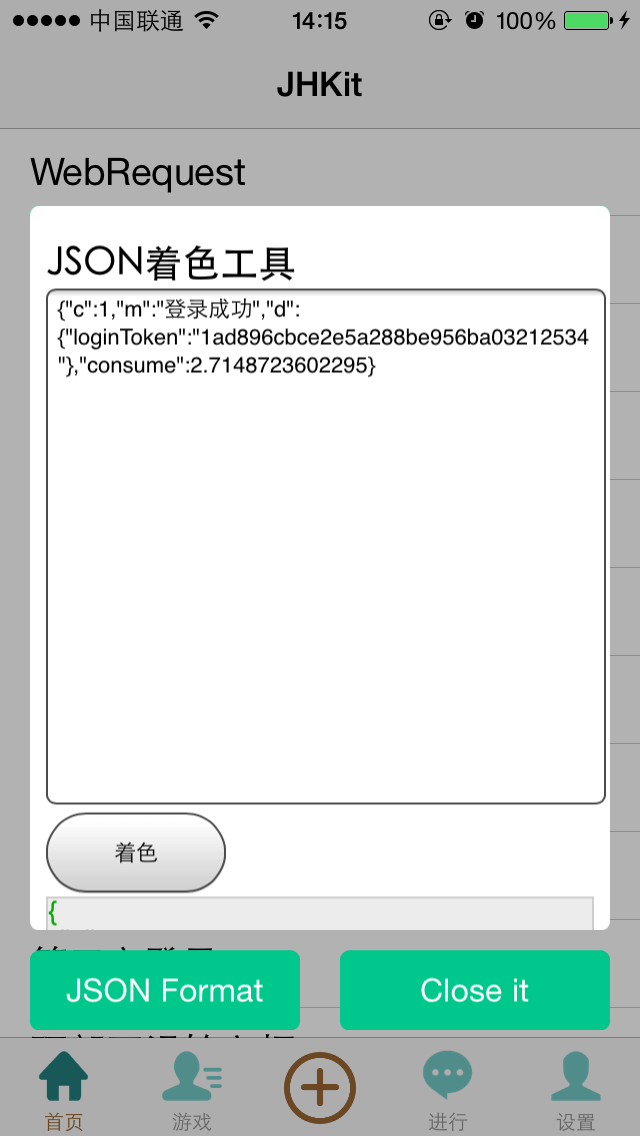 中国联通 14:15 100%
JHKit
WebRequest
JSON着色工具
{"c":1,"m":"登录成功","d":
{"loginToken":"1ad896cbce2e5a288be956ba03212534
"},"consume":2.7148723602295}
着色
{
JSON Format Close it
首页 游戏 进行 设置